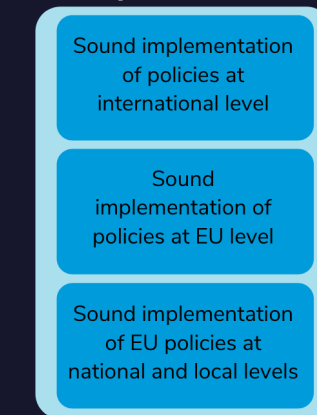 Sound implementation
of policies at
international level
Sound
implementation of
policies at EU level
Sound implementation
of EU policies at
national and local levels